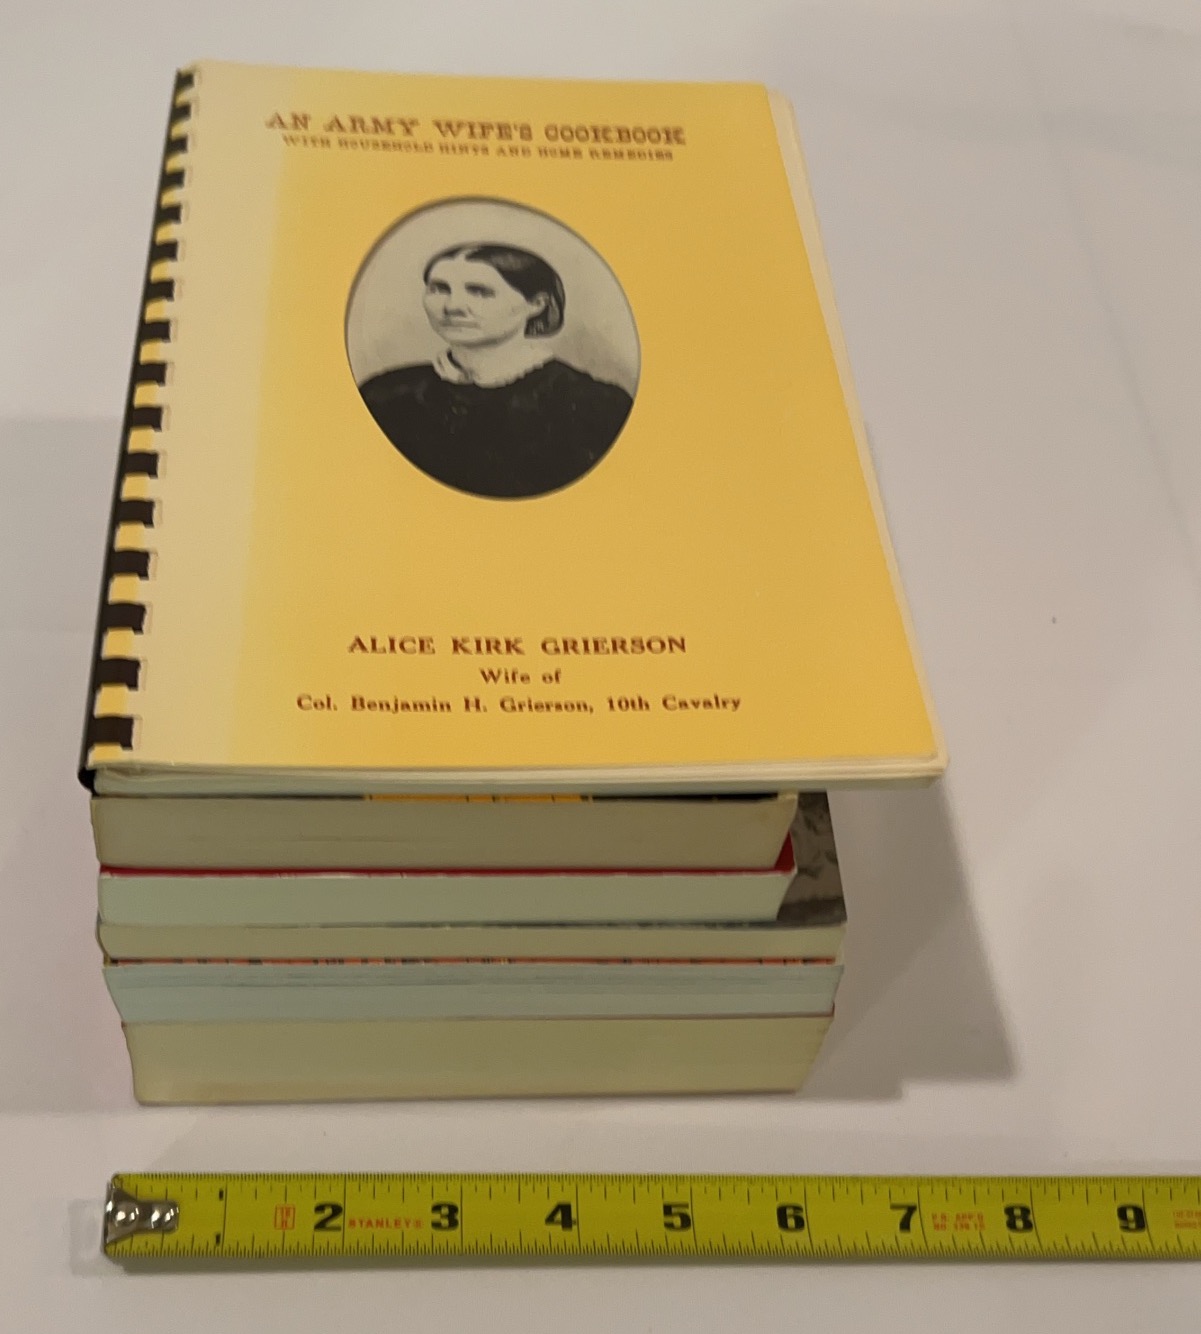 AN ARMY WIFE'S COOKBOOK
WITH HOUSEHOLD HINTS AND HOME REMEDIES
ALICE KIRK GRIERSON
Wife of
Col. Benjamin H. Grierson, 10th Cavalry
1 2 STANLEY® 3 4 5 6 7 8 9